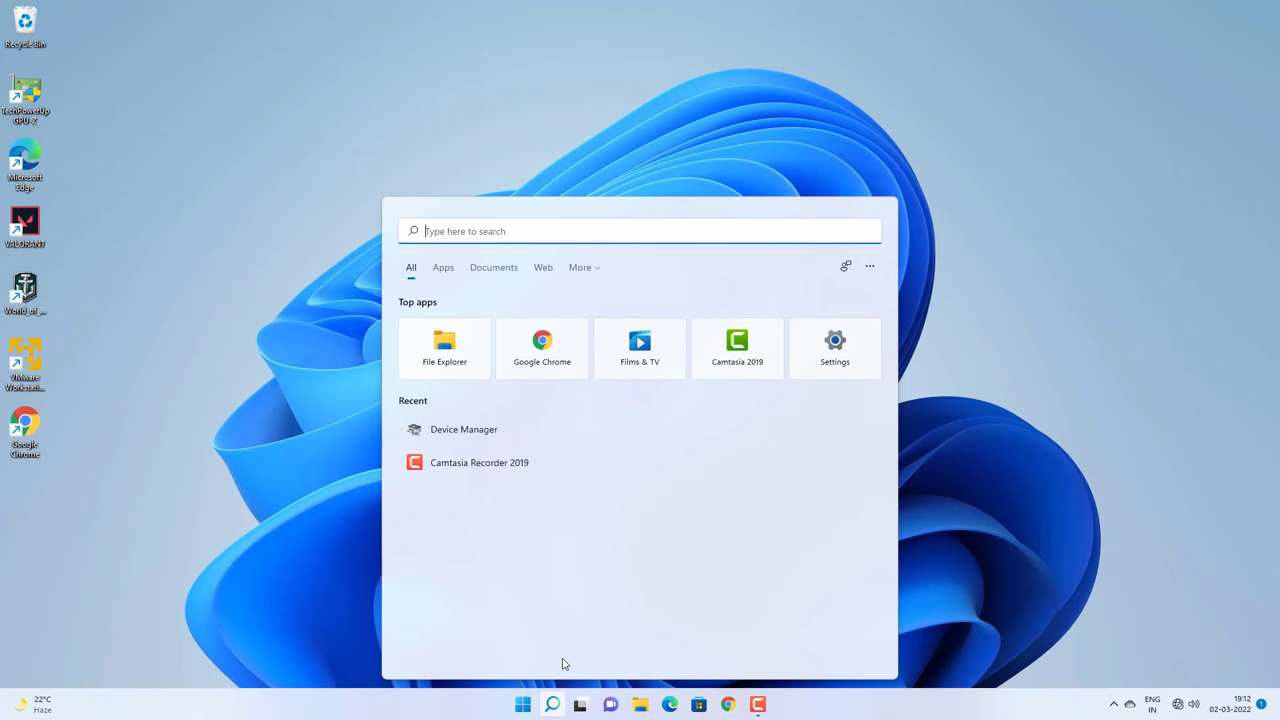 Recycle Bin
TechPowerUp
GPU-Z
Microsoft
Edge
VALORANT
World_of_...
VMware
Workstati...
Google
Chrome
Type here to search
All Apps Documents Web More
Top apps
File Explorer Google Chrome Films & TV Camtasia 2019 Settings
Recent
Device Manager
Camtasia Recorder 2019
22°C
Haze
ENG
IN
19:12
02-03-2022
1